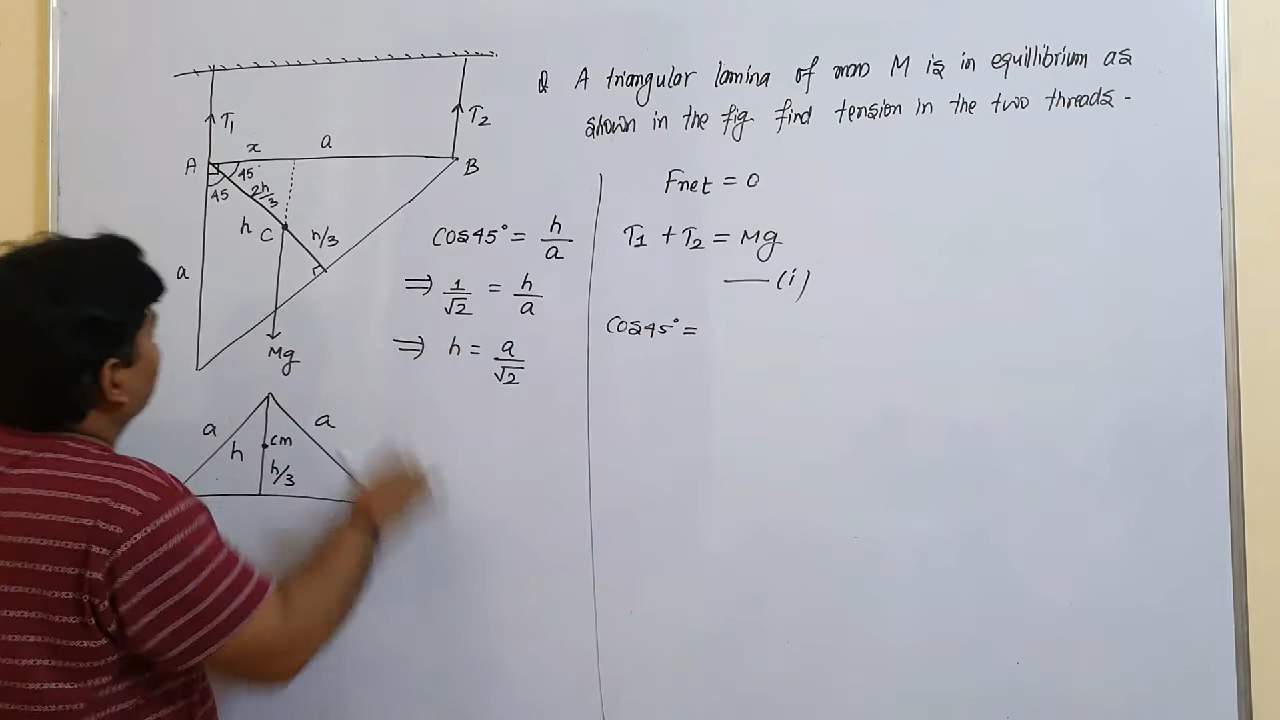 Q A triangular lamina of mass M is in equillibrium as
shown in the fig find tension in the two threads -
T1
T2
x
a
A
B
45°
45
2h/3
h
C
h/3
a
Mg
Cos45° = h/a
⇒ 1/√2 = h/a
⇒ h = a/√2
a
a
h
cm
h/3
Fnet = 0
T1 + T2 = Mg
—— (i)
Cos45° =